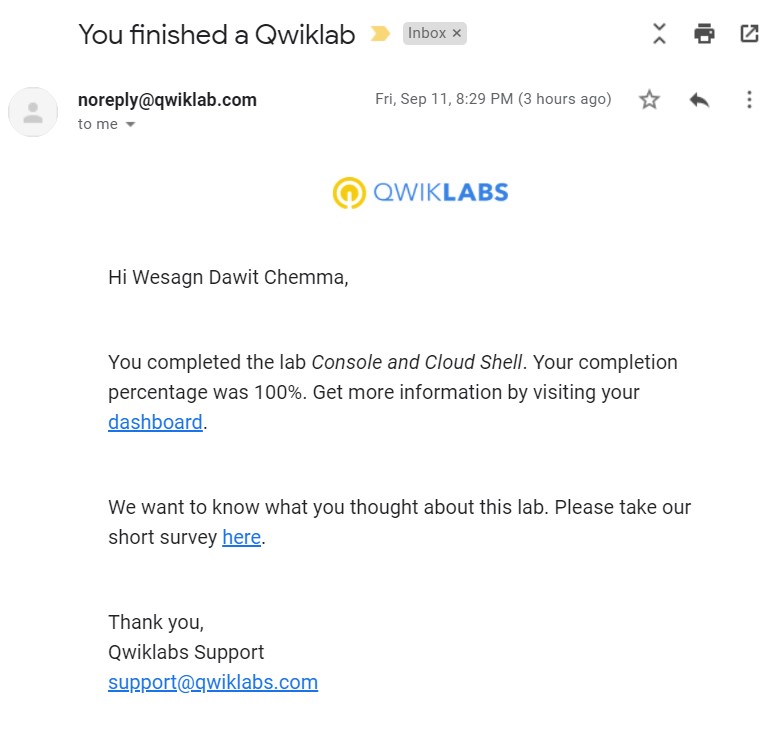 You finished a Qwiklab
Inbox ×
noreply@qwiklab.com
Fri, Sep 11, 8:29 PM (3 hours ago)
to me
QWIKLABS
Hi Wesagn Dawit Chemma,
You completed the lab Console and Cloud Shell. Your completion
percentage was 100%. Get more information by visiting your
dashboard.
We want to know what you thought about this lab. Please take our
short survey here.
Thank you,
Qwiklabs Support
support@qwiklabs.com